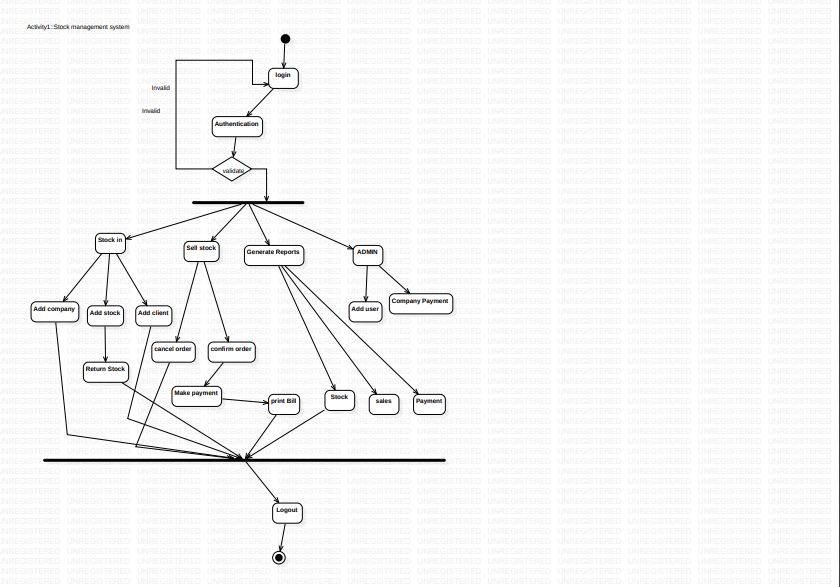 Activity1::Stock management system
Invalid
login
Invalid
Authentication
validate
Stock in
Sell stock
Generate Reports
ADMIN
Add company
Add stock
Add client
Add user
Company Payment
cancel order
confirm order
Return Stock
Make payment
print Bill
Stock
sales
Payment
Logout
UNREGISTERED